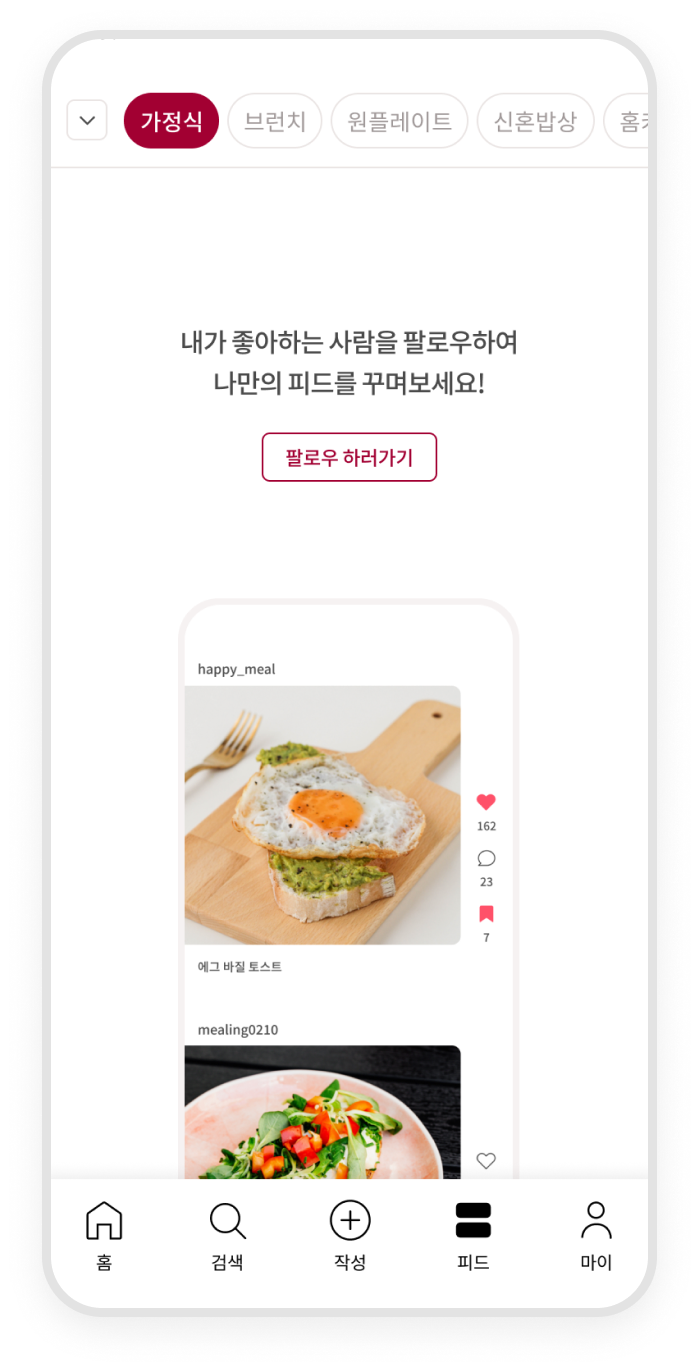 가정식
브런치
원플레이트
신혼밥상
내가 좋아하는 사람을 팔로우하여
나만의 피드를 꾸며보세요!
팔로우 하러가기
happy_meal
162
23
7
에그 바질 토스트
mealing0210
홈
검색
작성
피드
마이